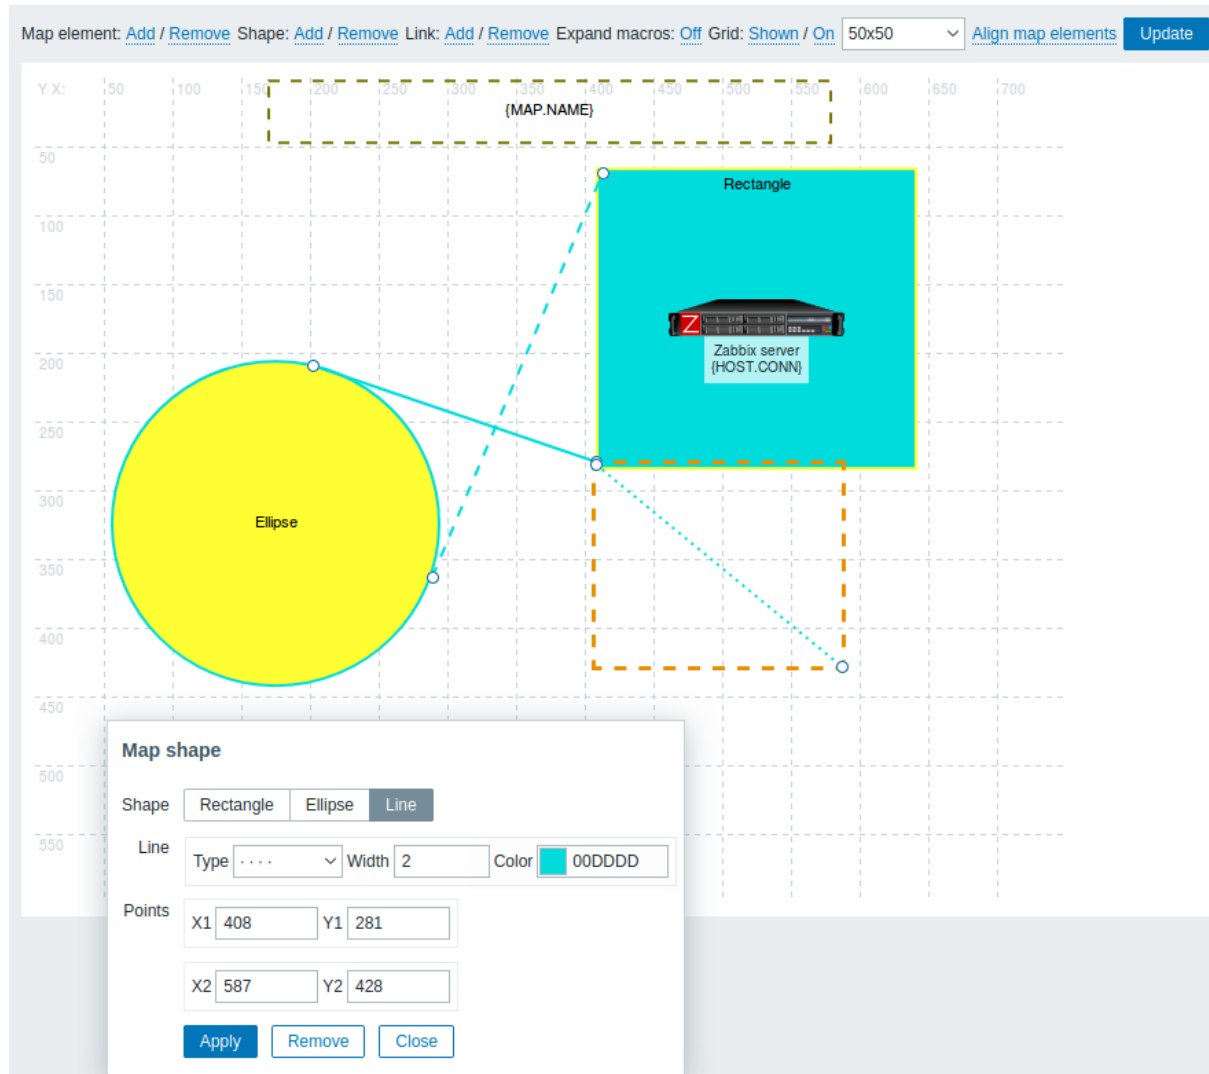 Map element: Add / Remove Shape: Add / Remove Link: Add / Remove Expand macros: Off Grid: Shown / On 50x50 Align map elements Update
Y X: 50 100 150 200 250 300 350 400 450 500 550 600 650 700
{MAP.NAME}
50
Rectangle
100
150
Z
Zabbix server
{HOST.CONN}
200
250
300
Ellipse
350
400
450
Map shape
500
Shape Rectangle Ellipse Line
550
Line Type · · · · Width 2 Color 00DDDD
Points X1 408 Y1 281
X2 587 Y2 428
Apply Remove Close